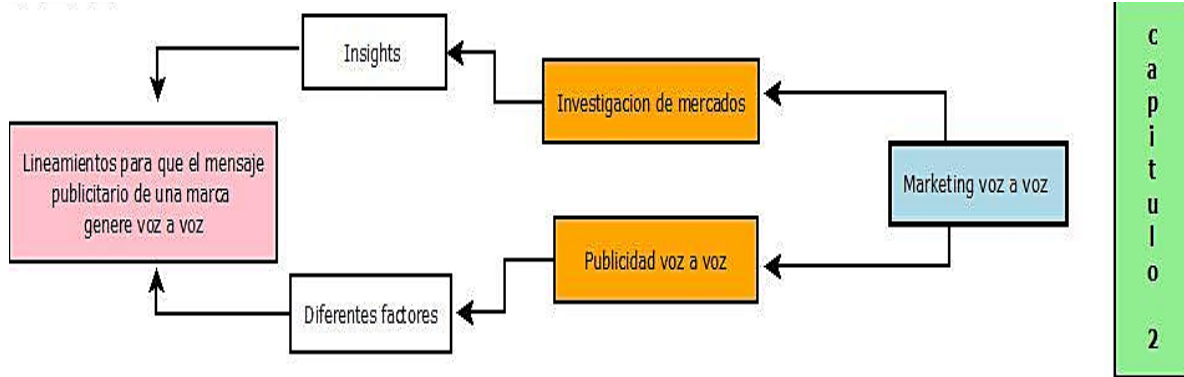 Insights
Investigacion de mercados
Lineamientos para que el mensaje
publicitario de una marca
genere voz a voz
Marketing voz a voz
Publicidad voz a voz
Diferentes factores
capitulo 2